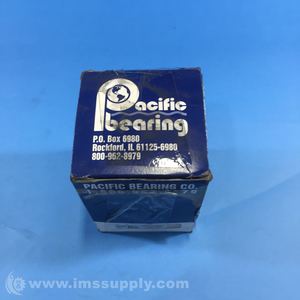 Pacific
bearing
P.O. Box 6980
Rockford, IL 61125-6980
800-962-8979
PACIFIC BEARING CO.
www.imssupply.com